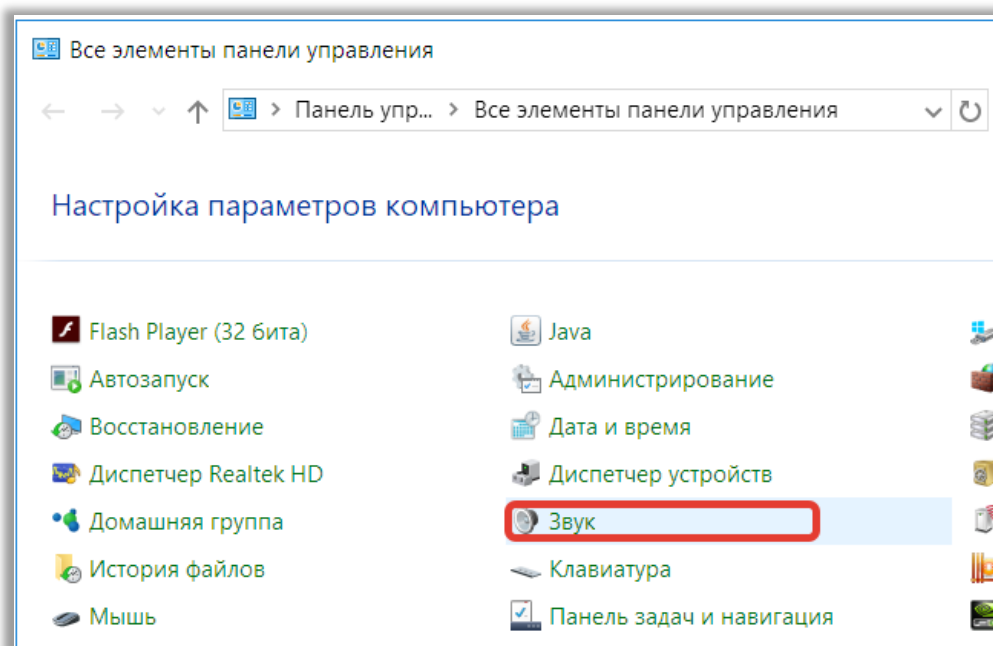 Все элементы панели управления
Панель упр... > Все элементы панели управления
Настройка параметров компьютера
Flash Player (32 бита)
Java
Автозапуск
Администрирование
Восстановление
Дата и время
Диспетчер Realtek HD
Диспетчер устройств
Домашняя группа
Звук
История файлов
Клавиатура
Мышь
Панель задач и навигация